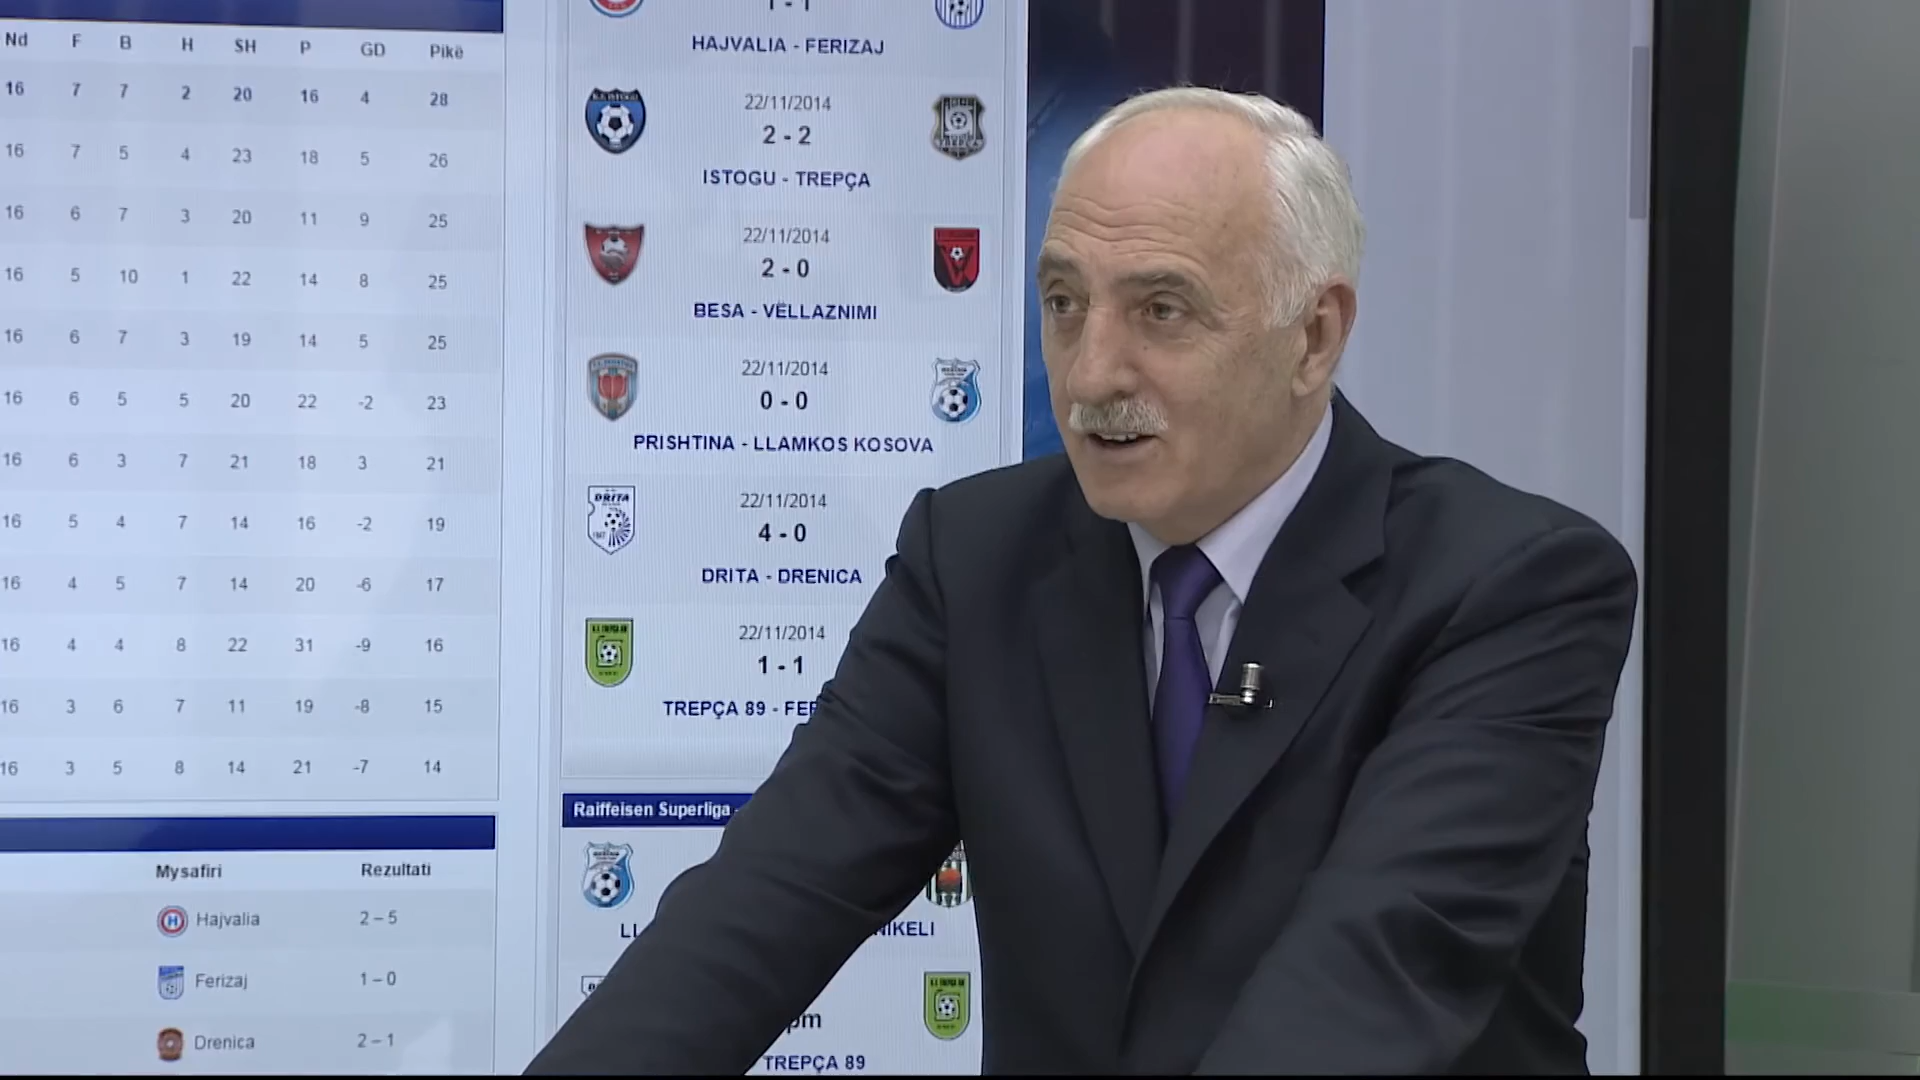 Nd F B H SH P GD Pikë
16 7 7 2 20 16 4 28
16 7 5 4 23 18 5 26
16 6 7 3 20 11 9 25
16 5 10 1 22 14 8 25
16 6 7 3 19 14 5 25
16 6 5 5 20 22 -2 23
16 6 3 7 21 18 3 21
16 5 4 7 14 16 -2 19
16 4 5 7 14 20 -6 17
16 4 4 8 22 31 -9 16
16 3 6 7 11 19 -8 15
16 3 5 8 14 21 -7 14
Mysafiri Rezultati
Hajvalia 2 – 5
Ferizaj 1 – 0
Drenica 2 – 1
1 - 1
HAJVALIA - FERIZAJ
22/11/2014
2 - 2
ISTOGU - TREPÇA
22/11/2014
2 - 0
BESA - VËLLAZNIMI
22/11/2014
0 - 0
PRISHTINA - LLAMKOS KOSOVA
DRITA
22/11/2014
4 - 0
DRITA - DRENICA
22/11/2014
1 - 1
TREPÇA 89 - FER
Raiffeisen Superliga -
LL NIKELI
pm
TREPÇA 89